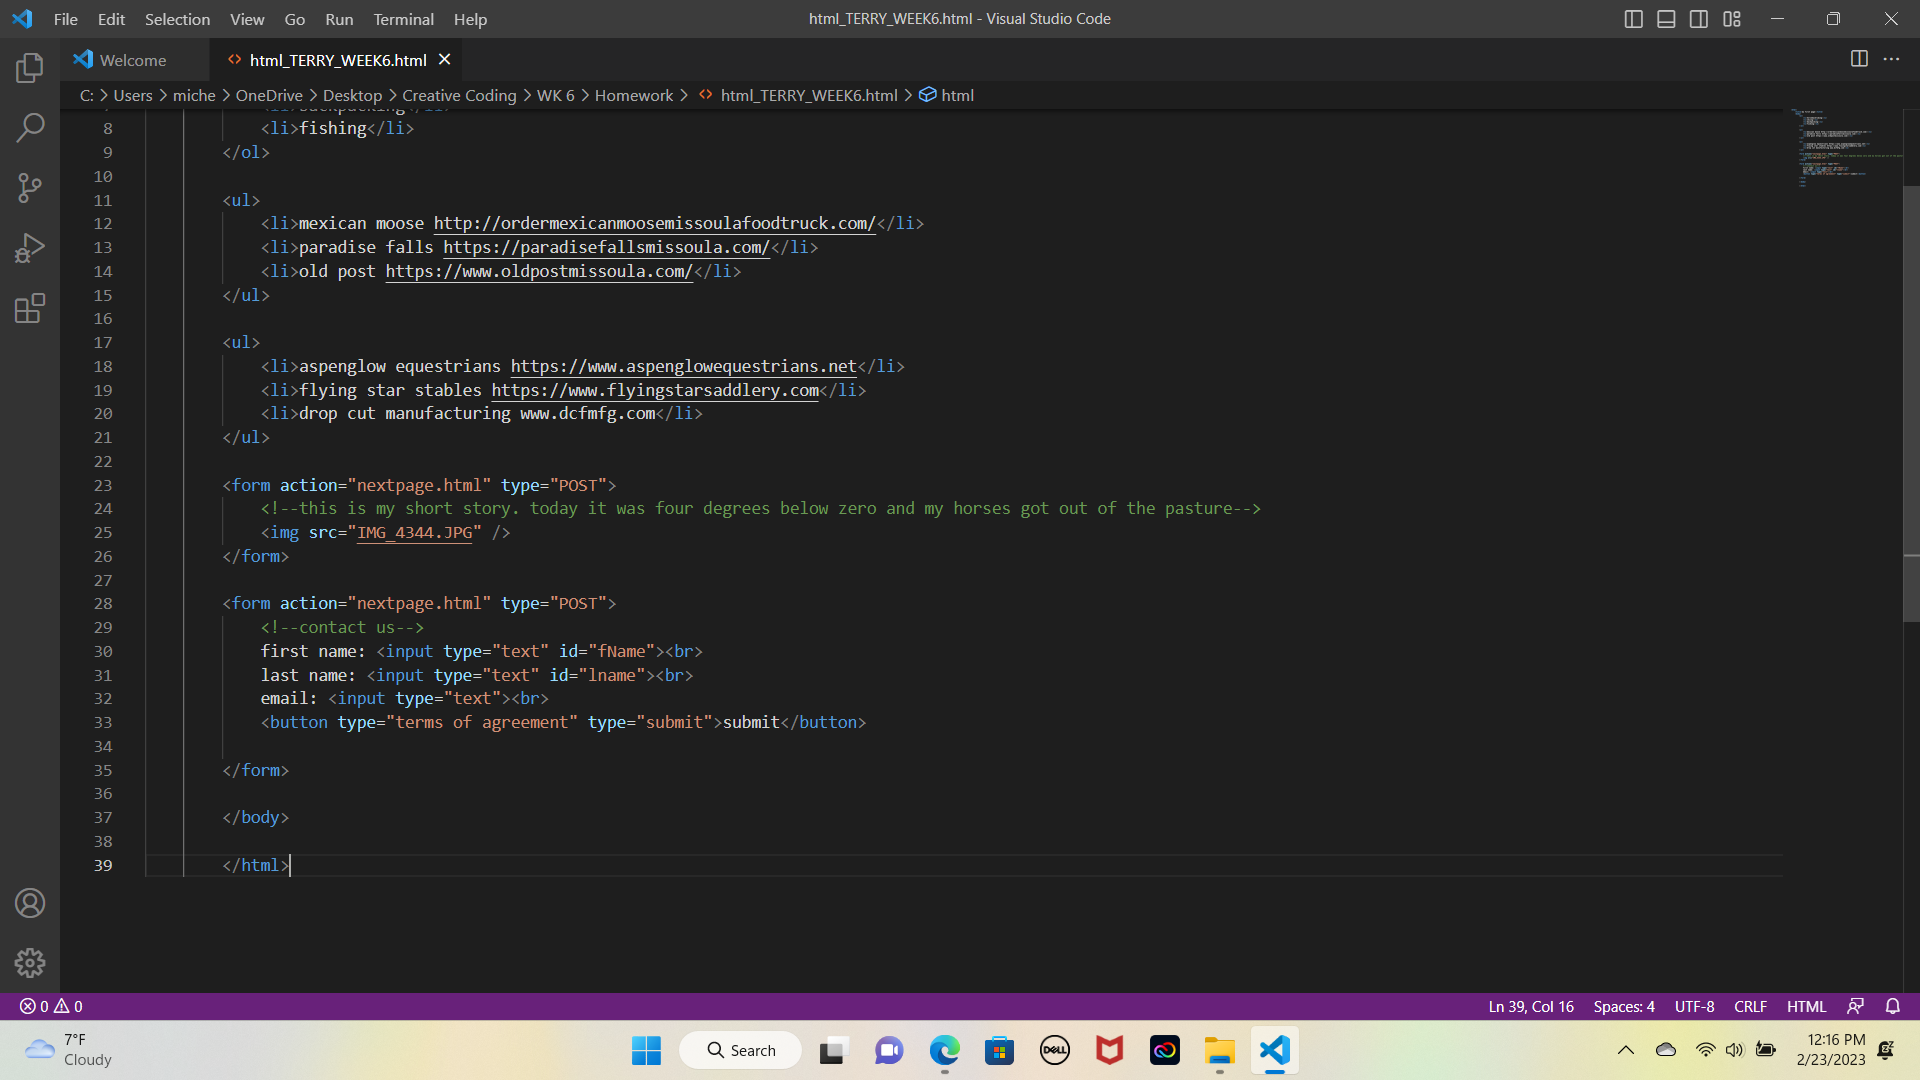 File Edit Selection View Go Run Terminal Help
html_TERRY_WEEK6.html - Visual Studio Code
Welcome
html_TERRY_WEEK6.html
C: > Users > miche > OneDrive > Desktop > Creative Coding > WK 6 > Homework > html_TERRY_WEEK6.html > html
8 <li>fishing</li>
9 </ol>
10
11 <ul>
12 <li>mexican moose http://ordermexicanmoosemissoulafoodtruck.com/</li>
13 <li>paradise falls https://paradisefallsmissoula.com/</li>
14 <li>old post https://www.oldpostmissoula.com/</li>
15 </ul>
16
17 <ul>
18 <li>aspenglow equestrians https://www.aspenglowequestrians.net</li>
19 <li>flying star stables https://www.flyingstarsaddlery.com</li>
20 <li>drop cut manufacturing www.dcfmfg.com</li>
21 </ul>
22
23 <form action="nextpage.html" type="POST">
24 <!--this is my short story. today it was four degrees below zero and my horses got out of the pasture-->
25 <img src="IMG_4344.JPG" />
26 </form>
27
28 <form action="nextpage.html" type="POST">
29 <!--contact us-->
30 first name: <input type="text" id="fName"><br>
31 last name: <input type="text" id="lname"><br>
32 email: <input type="text"><br>
33 <button type="terms of agreement" type="submit">submit</button>
34
35 </form>
36
37 </body>
38
39 </html>
0 0
Ln 39, Col 16 Spaces: 4 UTF-8 CRLF HTML
7°F
Cloudy
Search
DELL
12:16 PM
2/23/2023